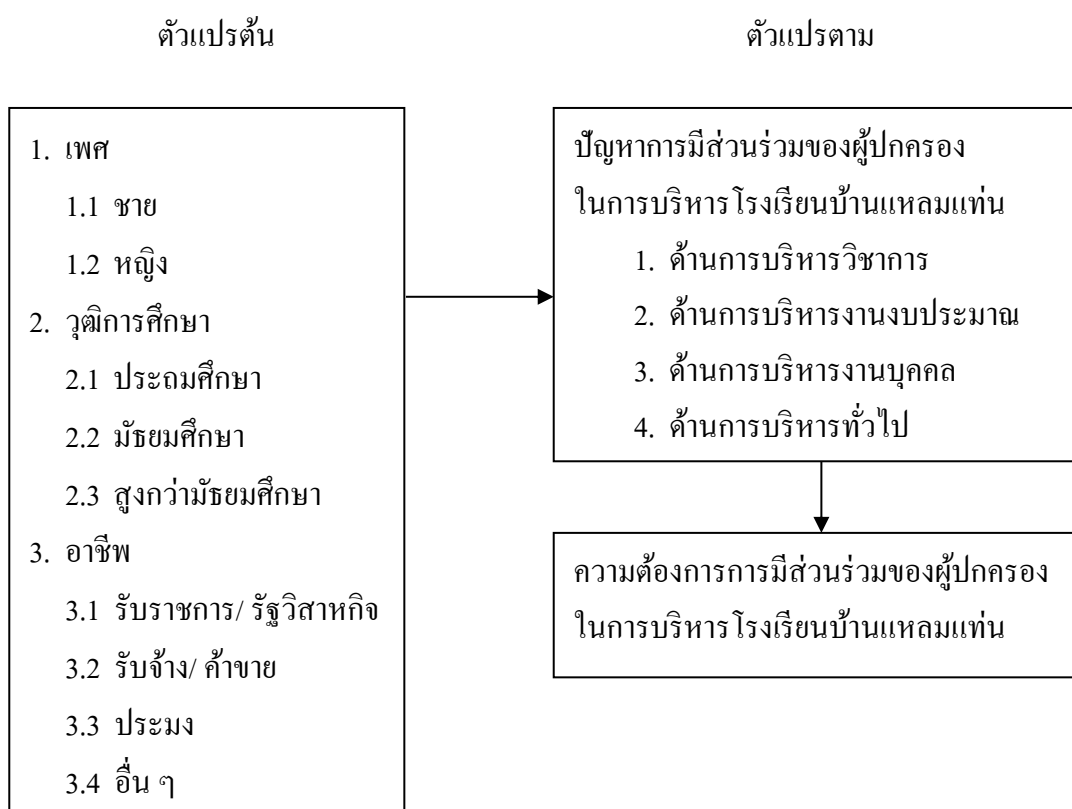 ตัวแปรต้น
ตัวแปรตาม
1. เพศ
1.1 ชาย
1.2 หญิง
2. วุฒิการศึกษา
2.1 ประถมศึกษา
2.2 มัธยมศึกษา
2.3 สูงกว่ามัธยมศึกษา
3. อาชีพ
3.1 รับราชการ/ รัฐวิสาหกิจ
3.2 รับจ้าง/ ค้าขาย
3.3 ประมง
3.4 อื่น ๆ
ปัญหาการมีส่วนร่วมของผู้ปกครอง
ในการบริหารโรงเรียนบ้านแหลมแท่น
1. ด้านการบริหารวิชาการ
2. ด้านการบริหารงานงบประมาณ
3. ด้านการบริหารงานบุคคล
4. ด้านการบริหารทั่วไป
ความต้องการการมีส่วนร่วมของผู้ปกครอง
ในการบริหารโรงเรียนบ้านแหลมแท่น